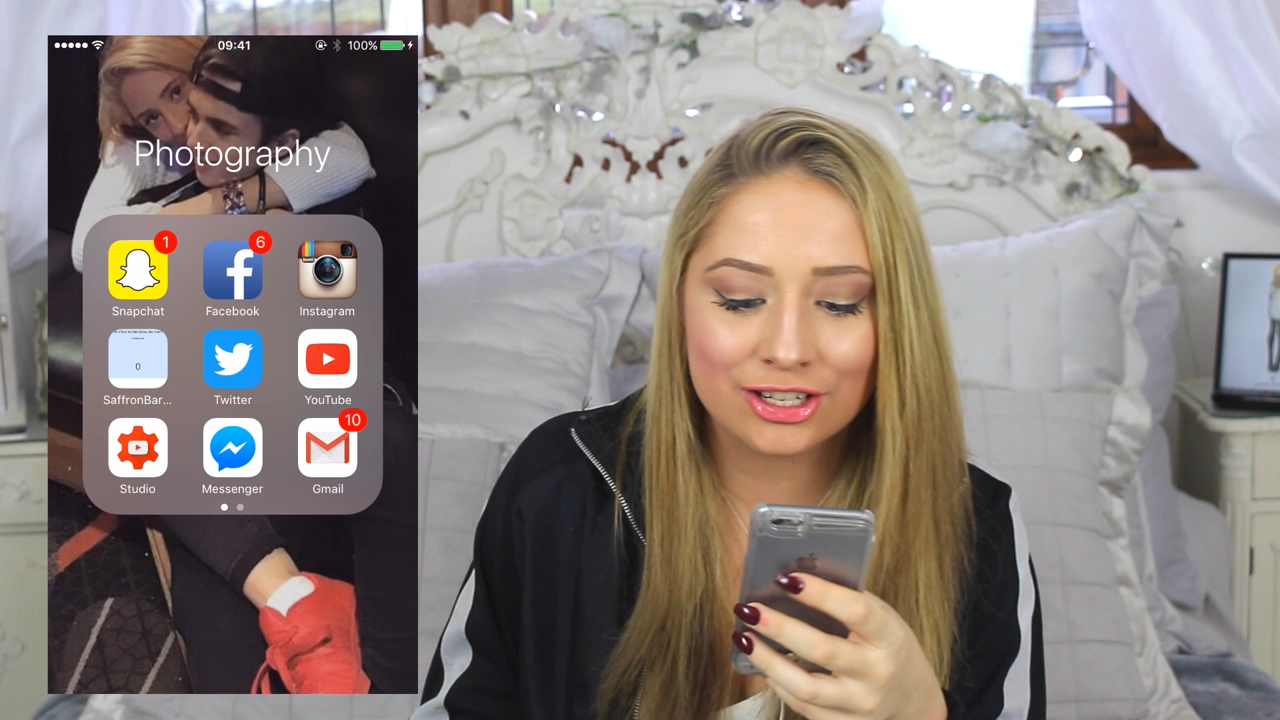 09:41
100%
Photography
1
6
Snapchat
Facebook
Instagram
0
SaffronBar...
Twitter
YouTube
10
Studio
Messenger
Gmail